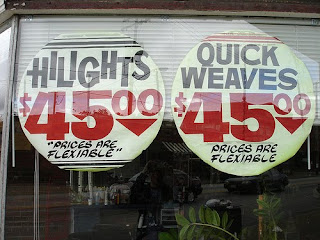 HILIGHTS
$45.00
"PRICES ARE
FLEXIABLE"
QUICK
WEAVES
$45.00
PRICES ARE
FLEXIABLE